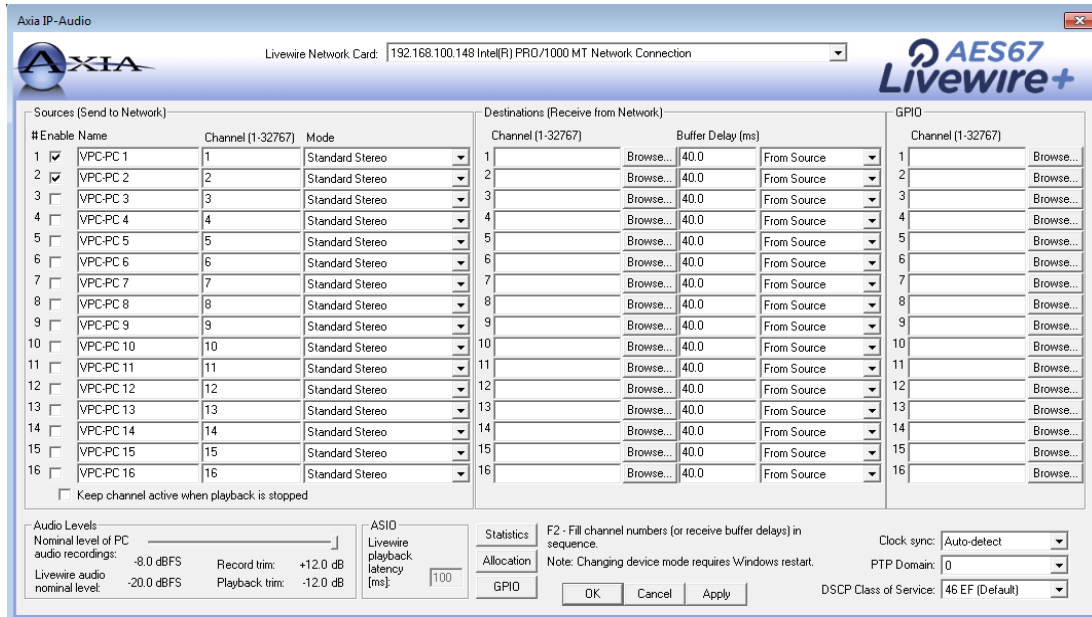 Axia IP-Audio
AXIA
Livewire Network Card: 192.168.100.148 Intel(R) PRO/1000 MT Network Connection
AES67
Livewire+
Sources (Send to Network) Destinations (Receive from Network) GPIO
# Enable Name Channel (1-32767) Mode Channel (1-32767) Buffer Delay (ms) Channel (1-32767)
1 VPC-PC 1 1 Standard Stereo 1 Browse... 40.0 From Source 1 Browse...
2 VPC-PC 2 2 Standard Stereo 2 Browse... 40.0 From Source 2 Browse...
3 VPC-PC 3 3 Standard Stereo 3 Browse... 40.0 From Source 3 Browse...
4 VPC-PC 4 4 Standard Stereo 4 Browse... 40.0 From Source 4 Browse...
5 VPC-PC 5 5 Standard Stereo 5 Browse... 40.0 From Source 5 Browse...
6 VPC-PC 6 6 Standard Stereo 6 Browse... 40.0 From Source 6 Browse...
7 VPC-PC 7 7 Standard Stereo 7 Browse... 40.0 From Source 7 Browse...
8 VPC-PC 8 8 Standard Stereo 8 Browse... 40.0 From Source 8 Browse...
9 VPC-PC 9 9 Standard Stereo 9 Browse... 40.0 From Source 9 Browse...
10 VPC-PC 10 10 Standard Stereo 10 Browse... 40.0 From Source 10 Browse...
11 VPC-PC 11 11 Standard Stereo 11 Browse... 40.0 From Source 11 Browse...
12 VPC-PC 12 12 Standard Stereo 12 Browse... 40.0 From Source 12 Browse...
13 VPC-PC 13 13 Standard Stereo 13 Browse... 40.0 From Source 13 Browse...
14 VPC-PC 14 14 Standard Stereo 14 Browse... 40.0 From Source 14 Browse...
15 VPC-PC 15 15 Standard Stereo 15 Browse... 40.0 From Source 15 Browse...
16 VPC-PC 16 16 Standard Stereo 16 Browse... 40.0 From Source 16 Browse...
Keep channel active when playback is stopped
Audio Levels
Nominal level of PC
audio recordings: -8.0 dBFS Record trim: +12.0 dB
Livewire audio
nominal level: -20.0 dBFS Playback trim: -12.0 dB
ASIO
Livewire
playback
latency
[ms]: 100
Statistics
Allocation
GPIO
F2 - Fill channel numbers (or receive buffer delays) in
sequence.
Note: Changing device mode requires Windows restart.
OK Cancel Apply
Clock sync: Auto-detect
PTP Domain: 0
DSCP Class of Service: 46 EF (Default)